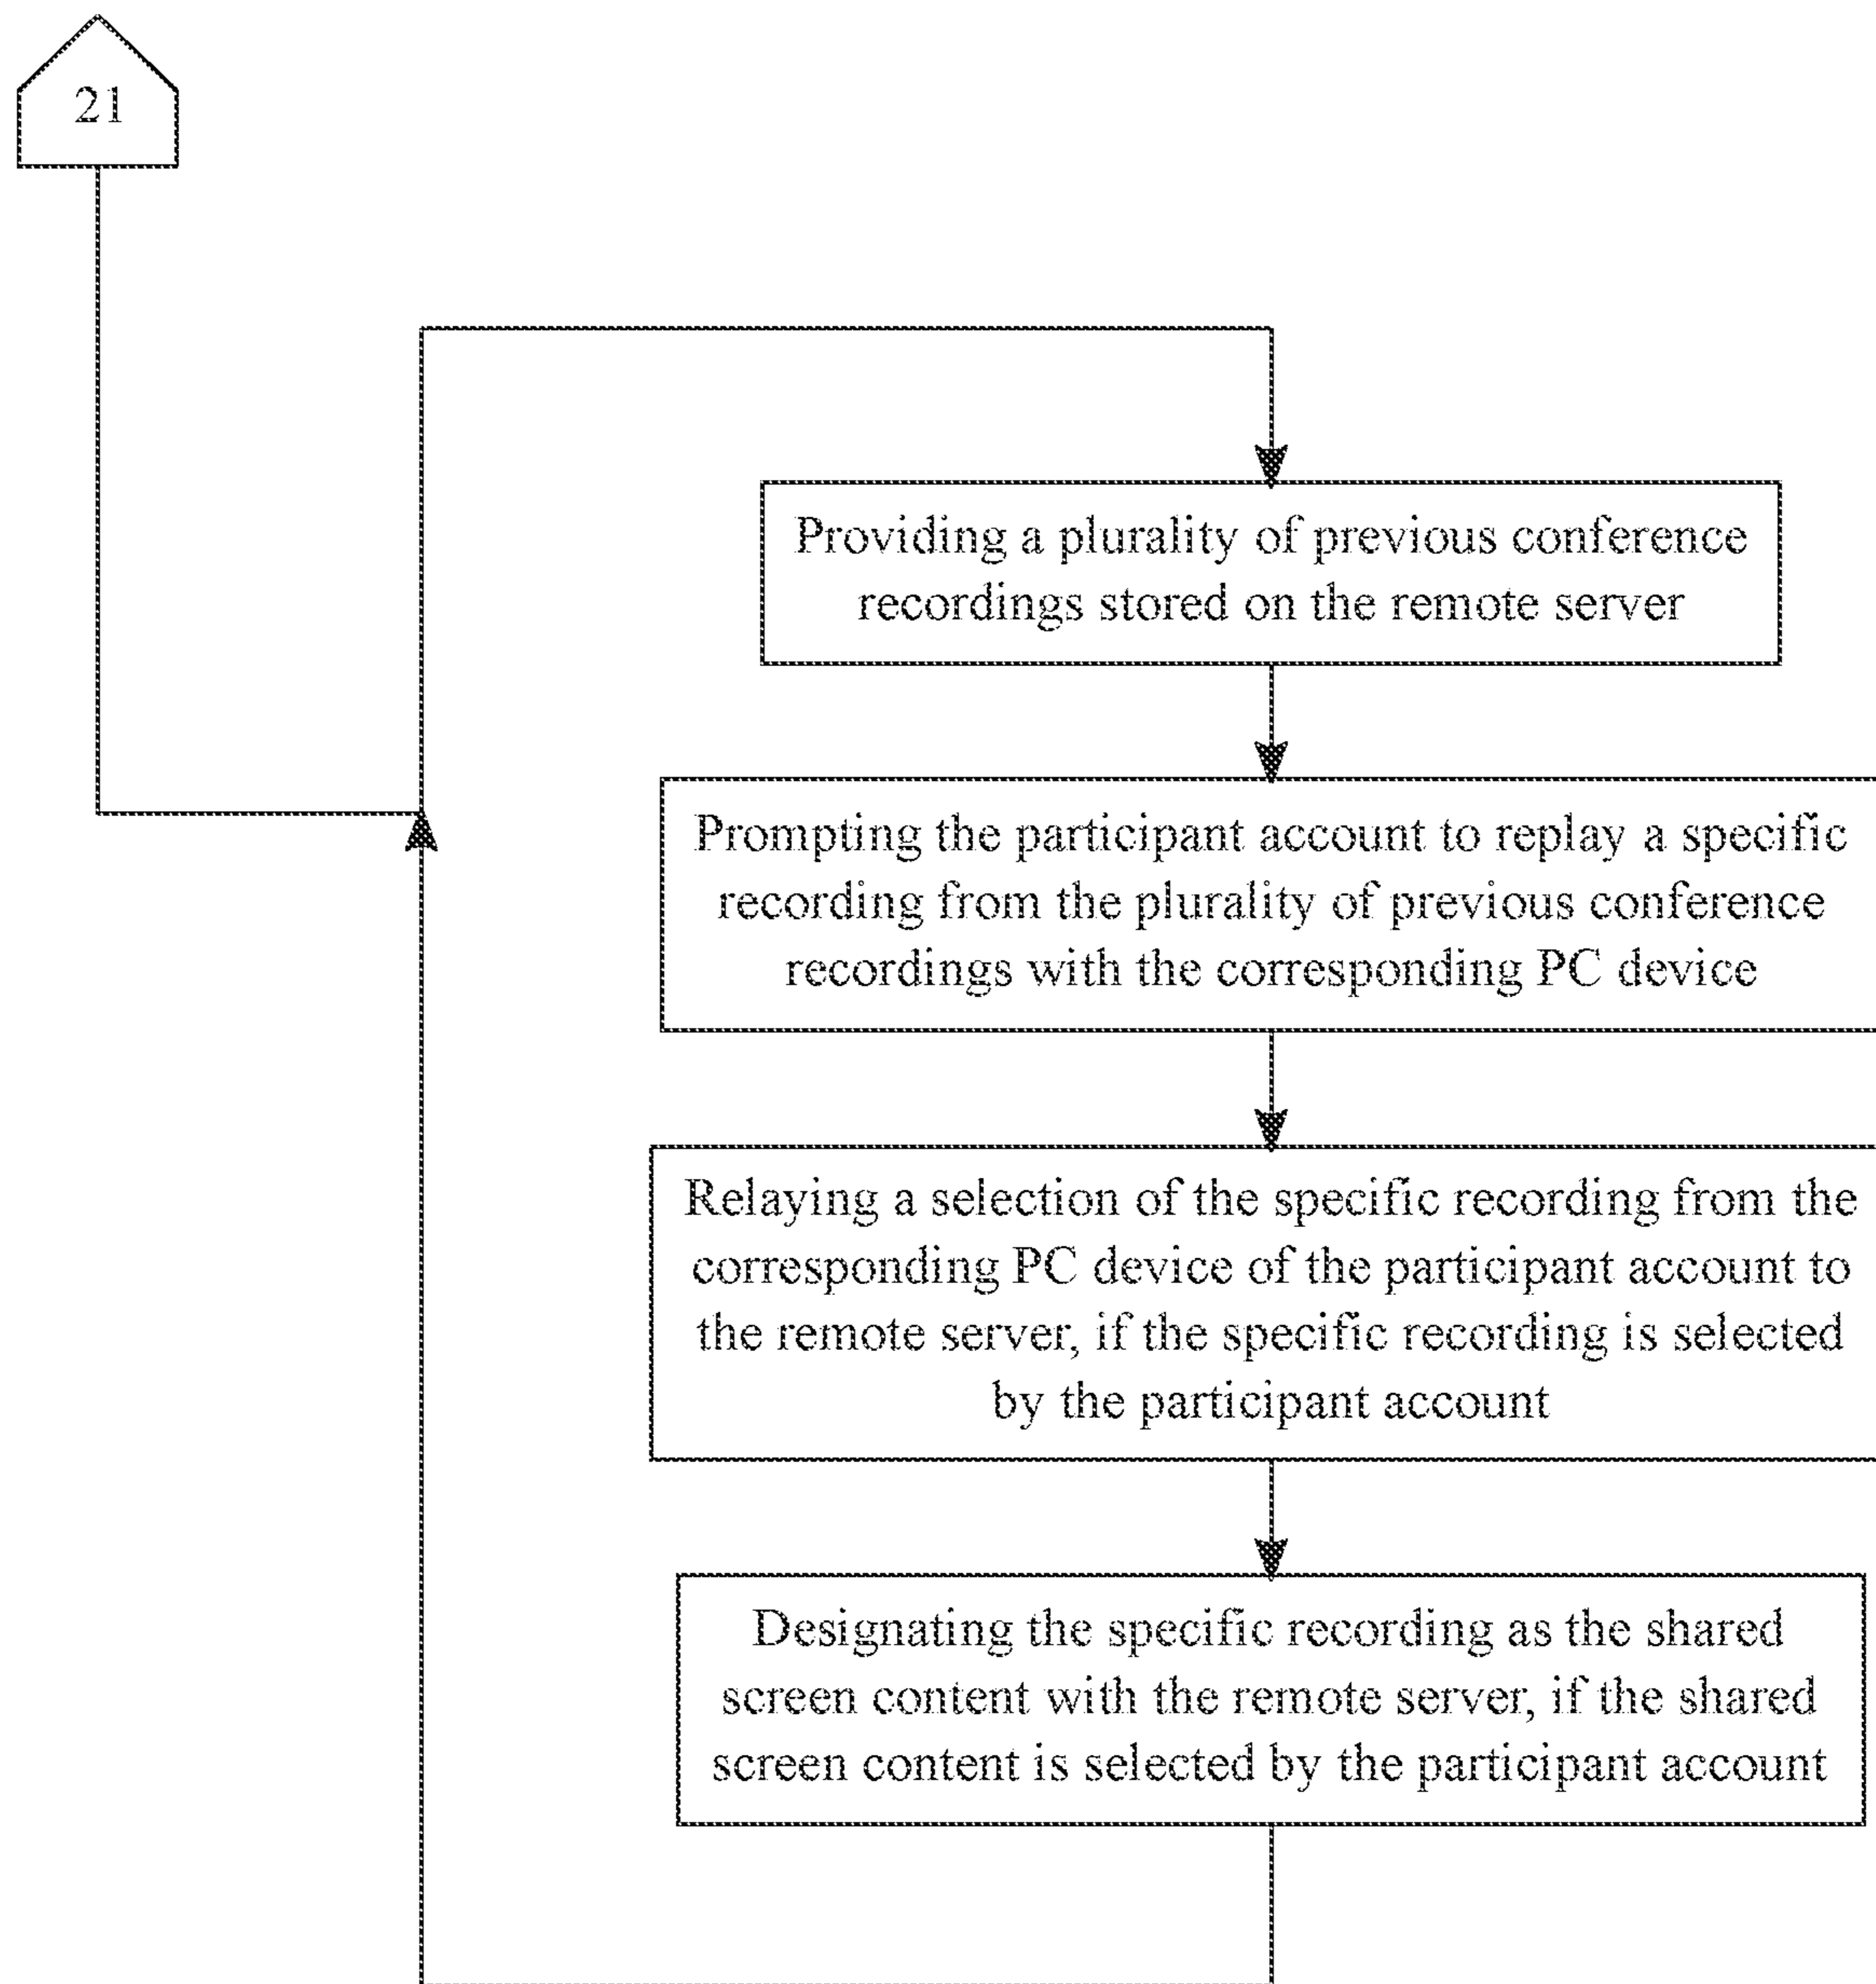 21
Providing a plurality of previous conference
recordings stored on the remote server
Prompting the participant account to replay a specific
recording from the plurality of previous conference
recordings with the corresponding PC device
Relaying a selection of the specific recording from the
corresponding PC device of the participant account to
the remote server, if the specific recording is selected
by the participant account
Designating the specific recording as the shared
screen content with the remote server, if the shared
screen content is selected by the participant account